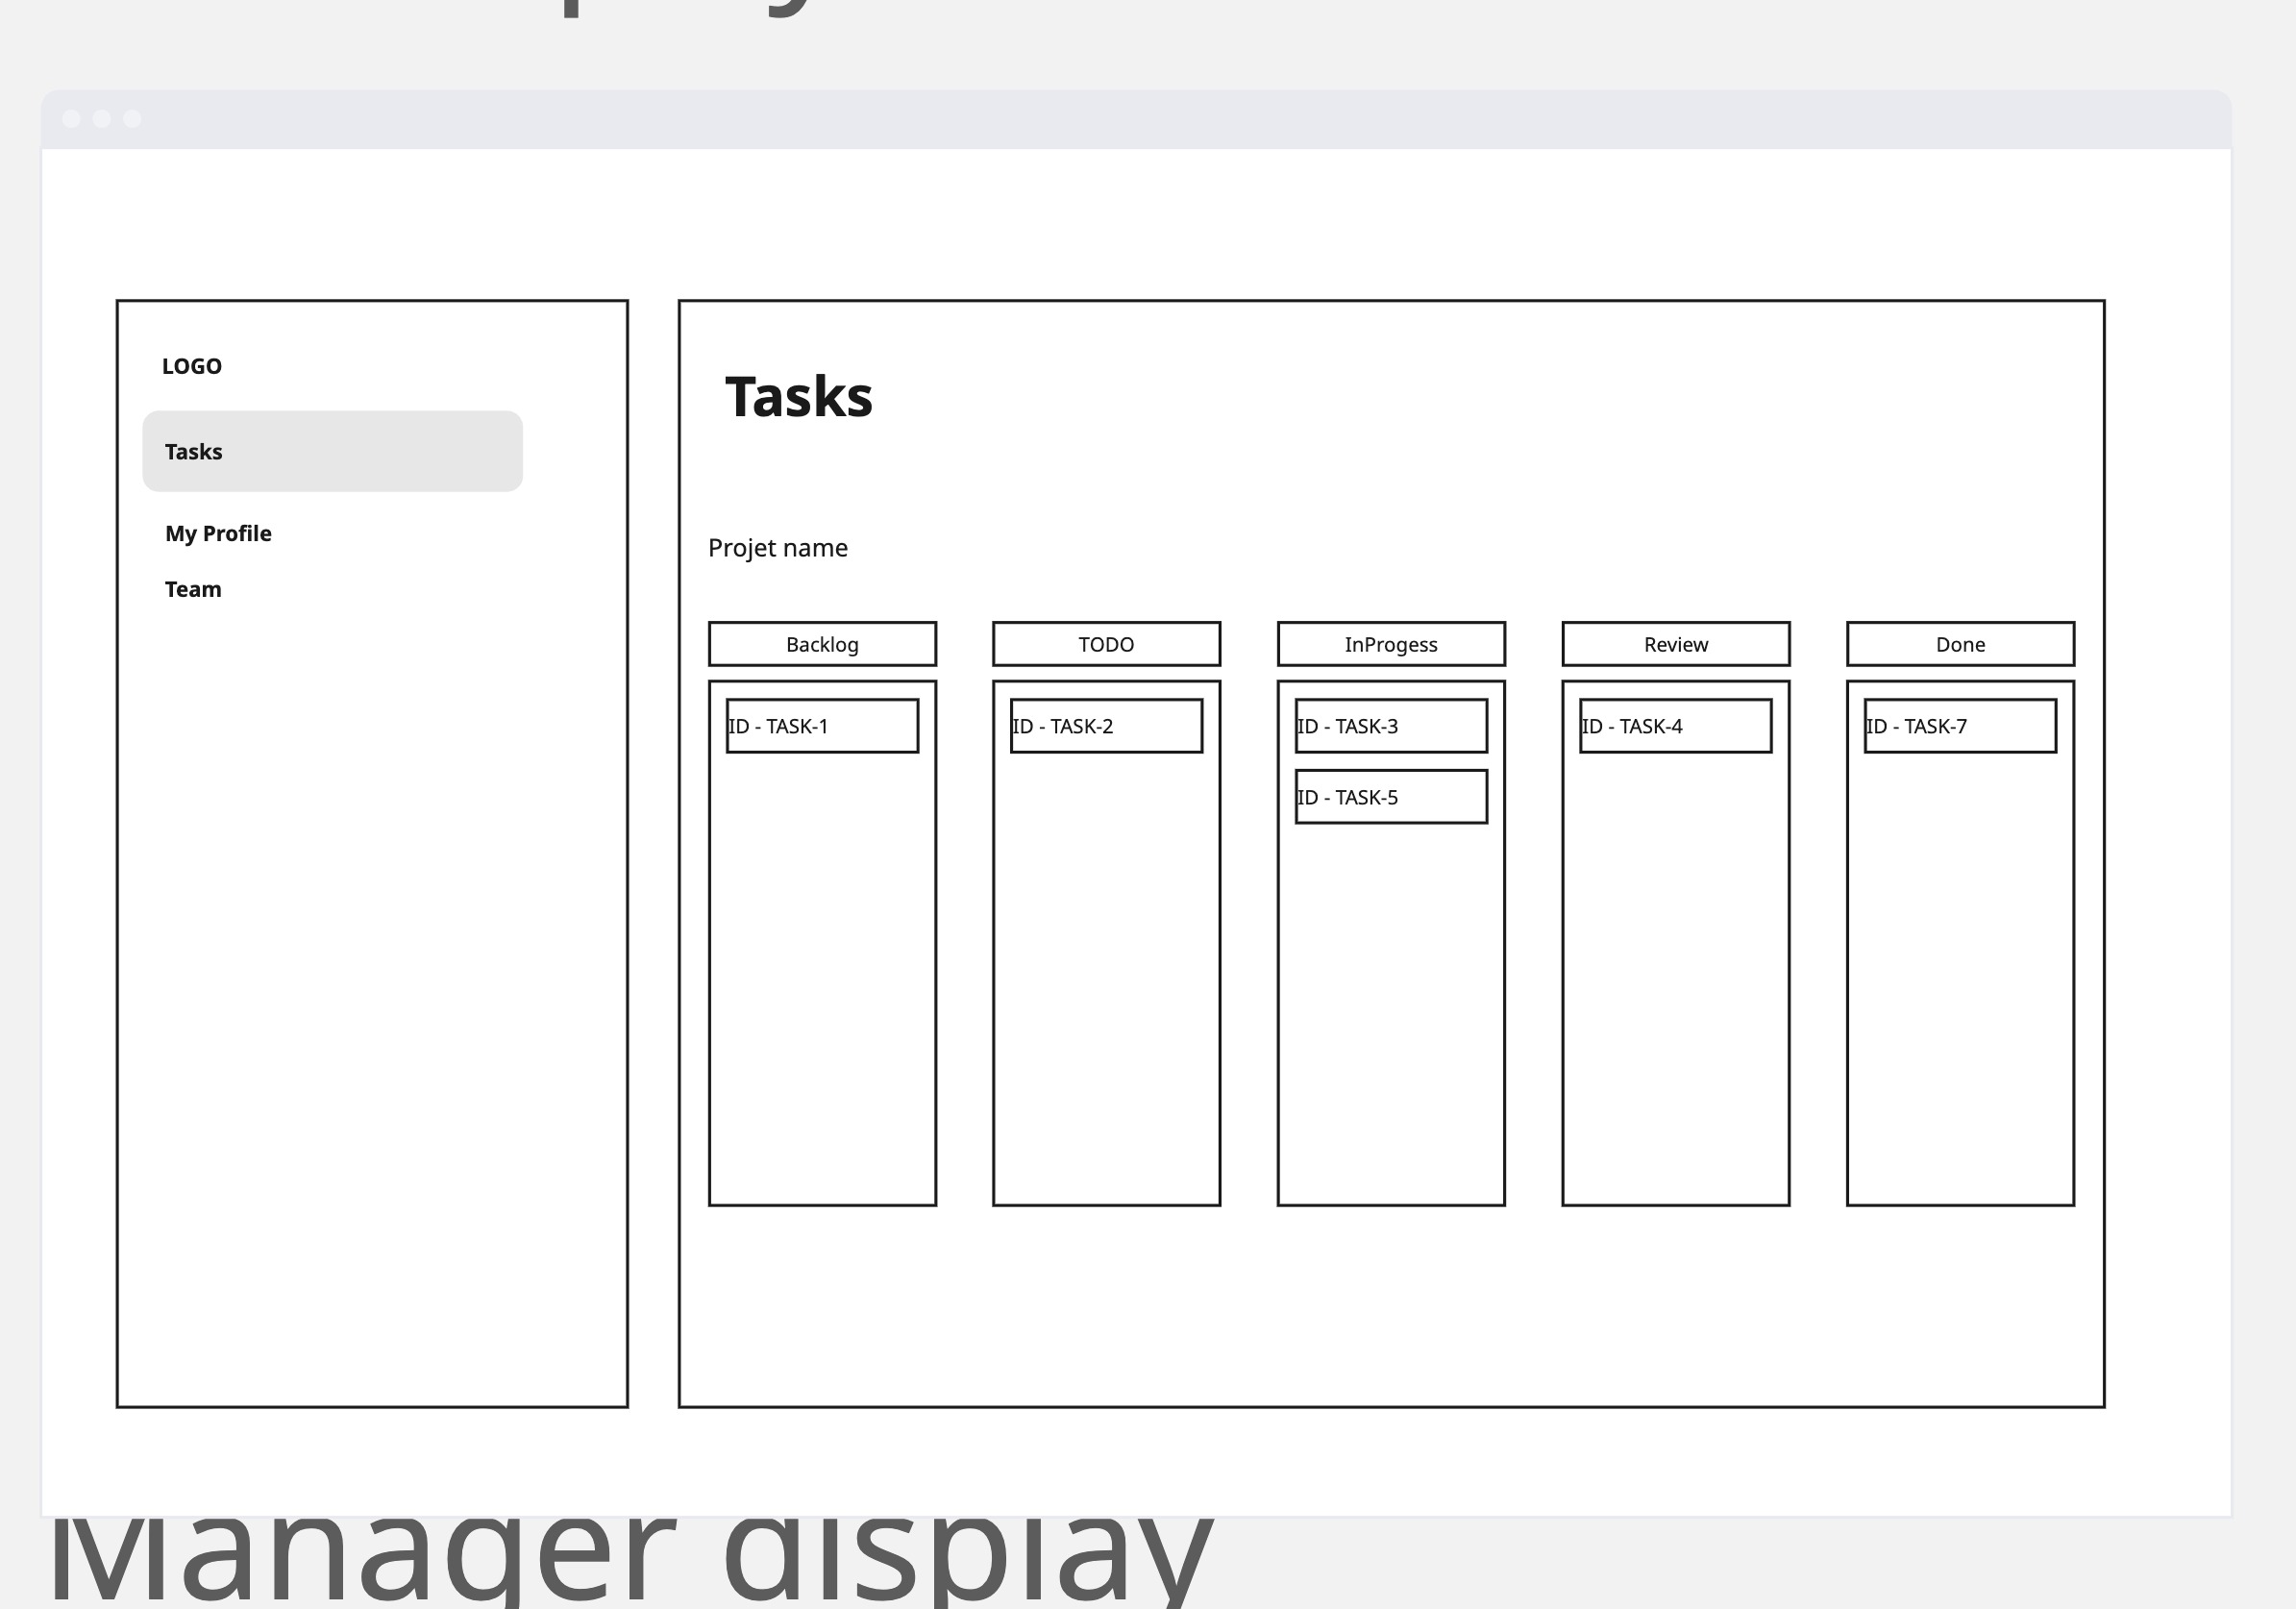 LOGO
Tasks
My Profile
Team
Tasks
Projet name
Backlog
TODO
InProgess
Review
Done
ID - TASK-1
ID - TASK-2
ID - TASK-3
ID - TASK-4
ID - TASK-7
ID - TASK-5
Manager display